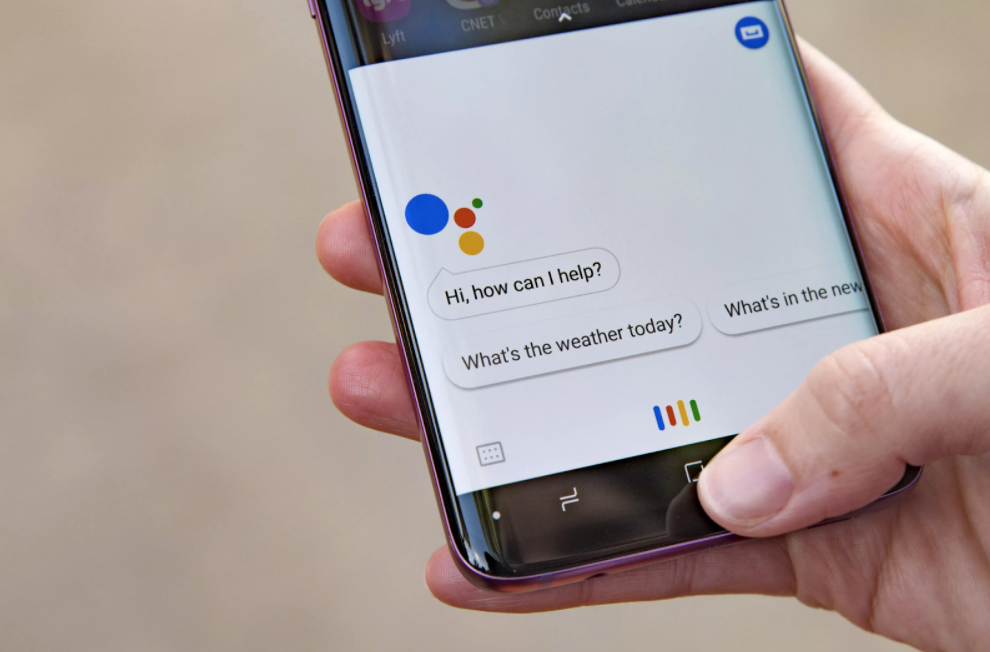 Lyft
CNET
Contacts
Hi, how can I help?
What's the weather today?
What's in the new